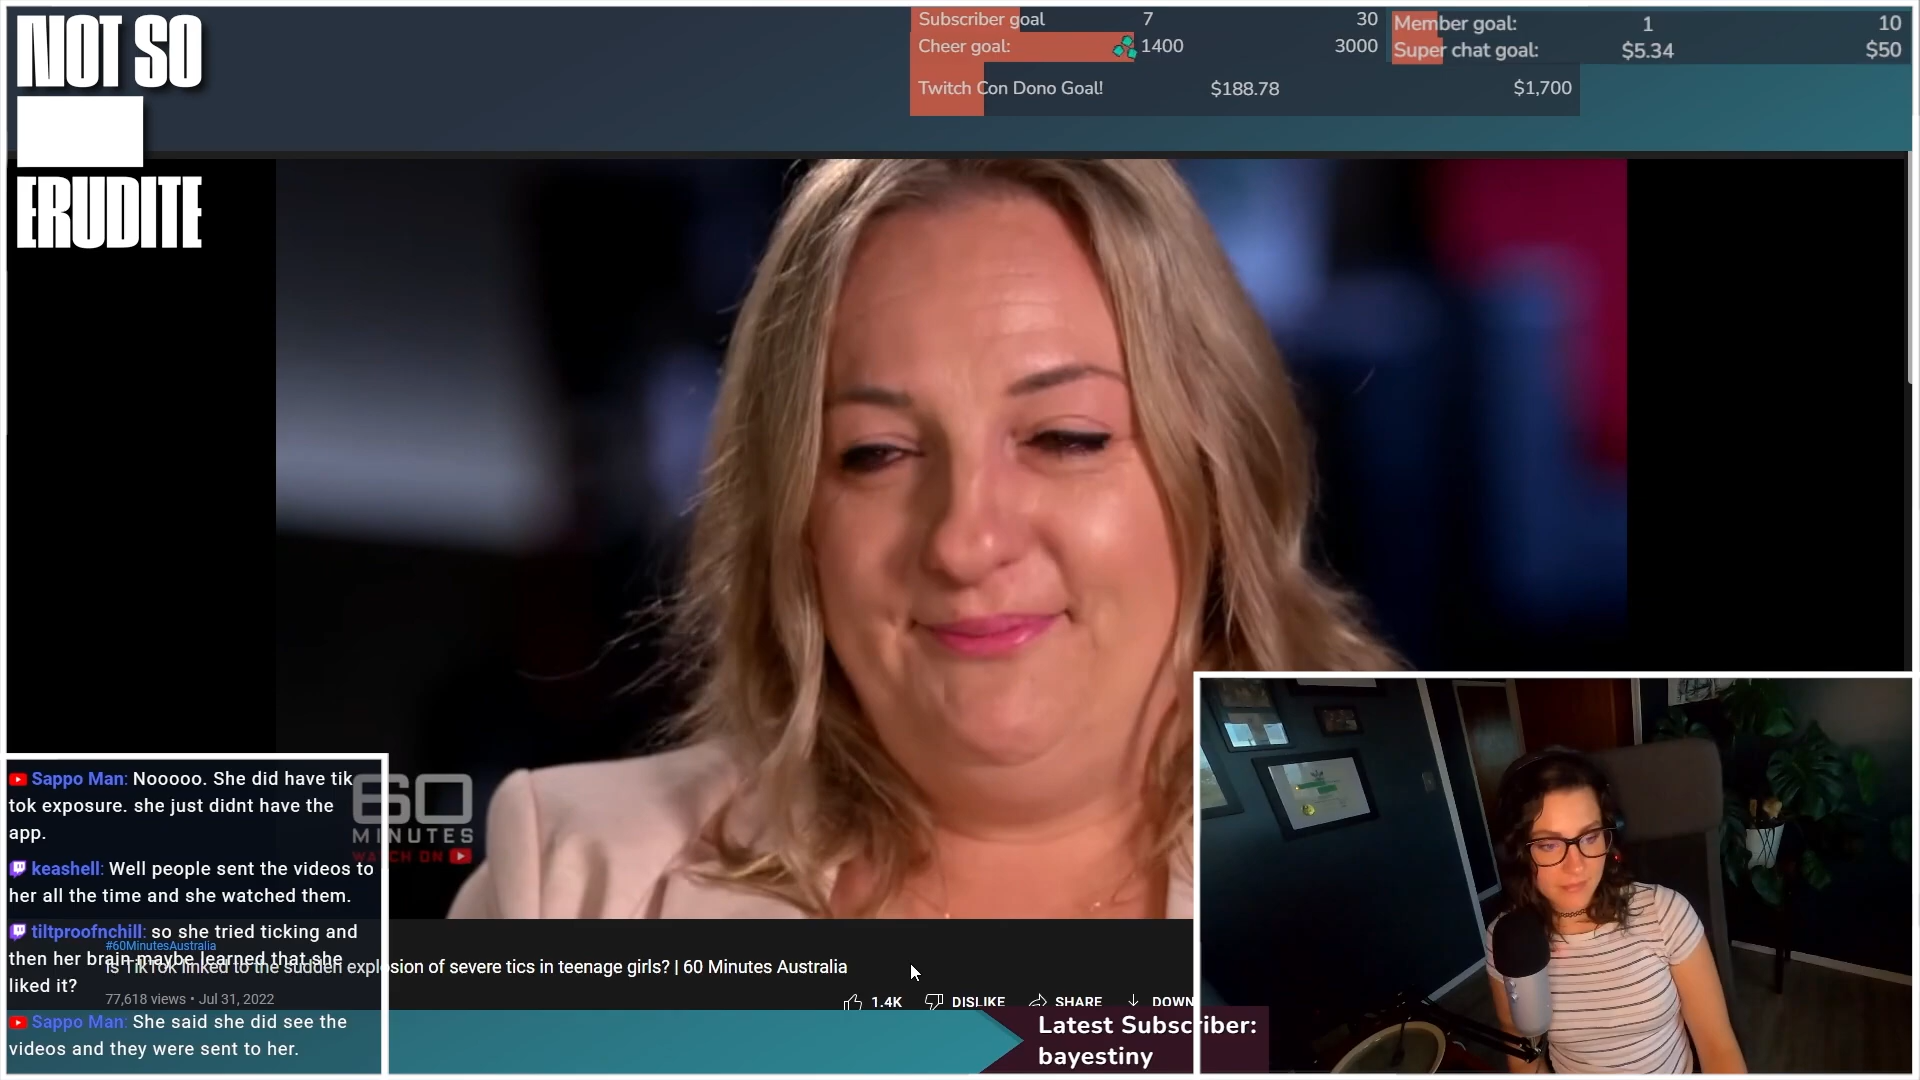 NOT SO
ERUDITE
Subscriber goal 7 30
Cheer goal: 1400 3000
Twitch Con Dono Goal! $188.78 $1,700
Member goal: 1 10
Super chat goal: $5.34 $50
60
MINUTES
WATCH ON
Sappo Man: Nooooo. She did have tik
tok exposure. she just didnt have the
app.
keashell: Well people sent the videos to
her all the time and she watched them.
tiltproofnchill: so she tried ticking and
then her brain maybe learned that she
liked it?
Sappo Man: She said she did see the
videos and they were sent to her.
#60MinutesAustralia
Is TikTok linked to the sudden explosion of severe tics in teenage girls? | 60 Minutes Australia
77,618 views • Jul 31, 2022
1.4K DISLIKE SHARE DOWN
Latest Subscriber:
bayestiny